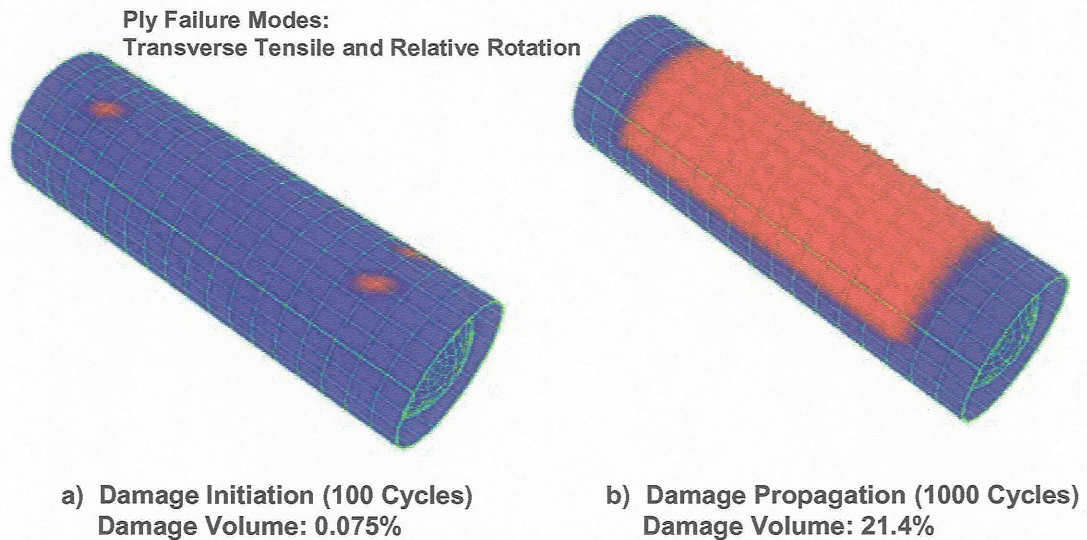 Ply Failure Modes:
Transverse Tensile and Relative Rotation
a) Damage Initiation (100 Cycles)
Damage Volume: 0.075%
b) Damage Propagation (1000 Cycles)
Damage Volume: 21.4%